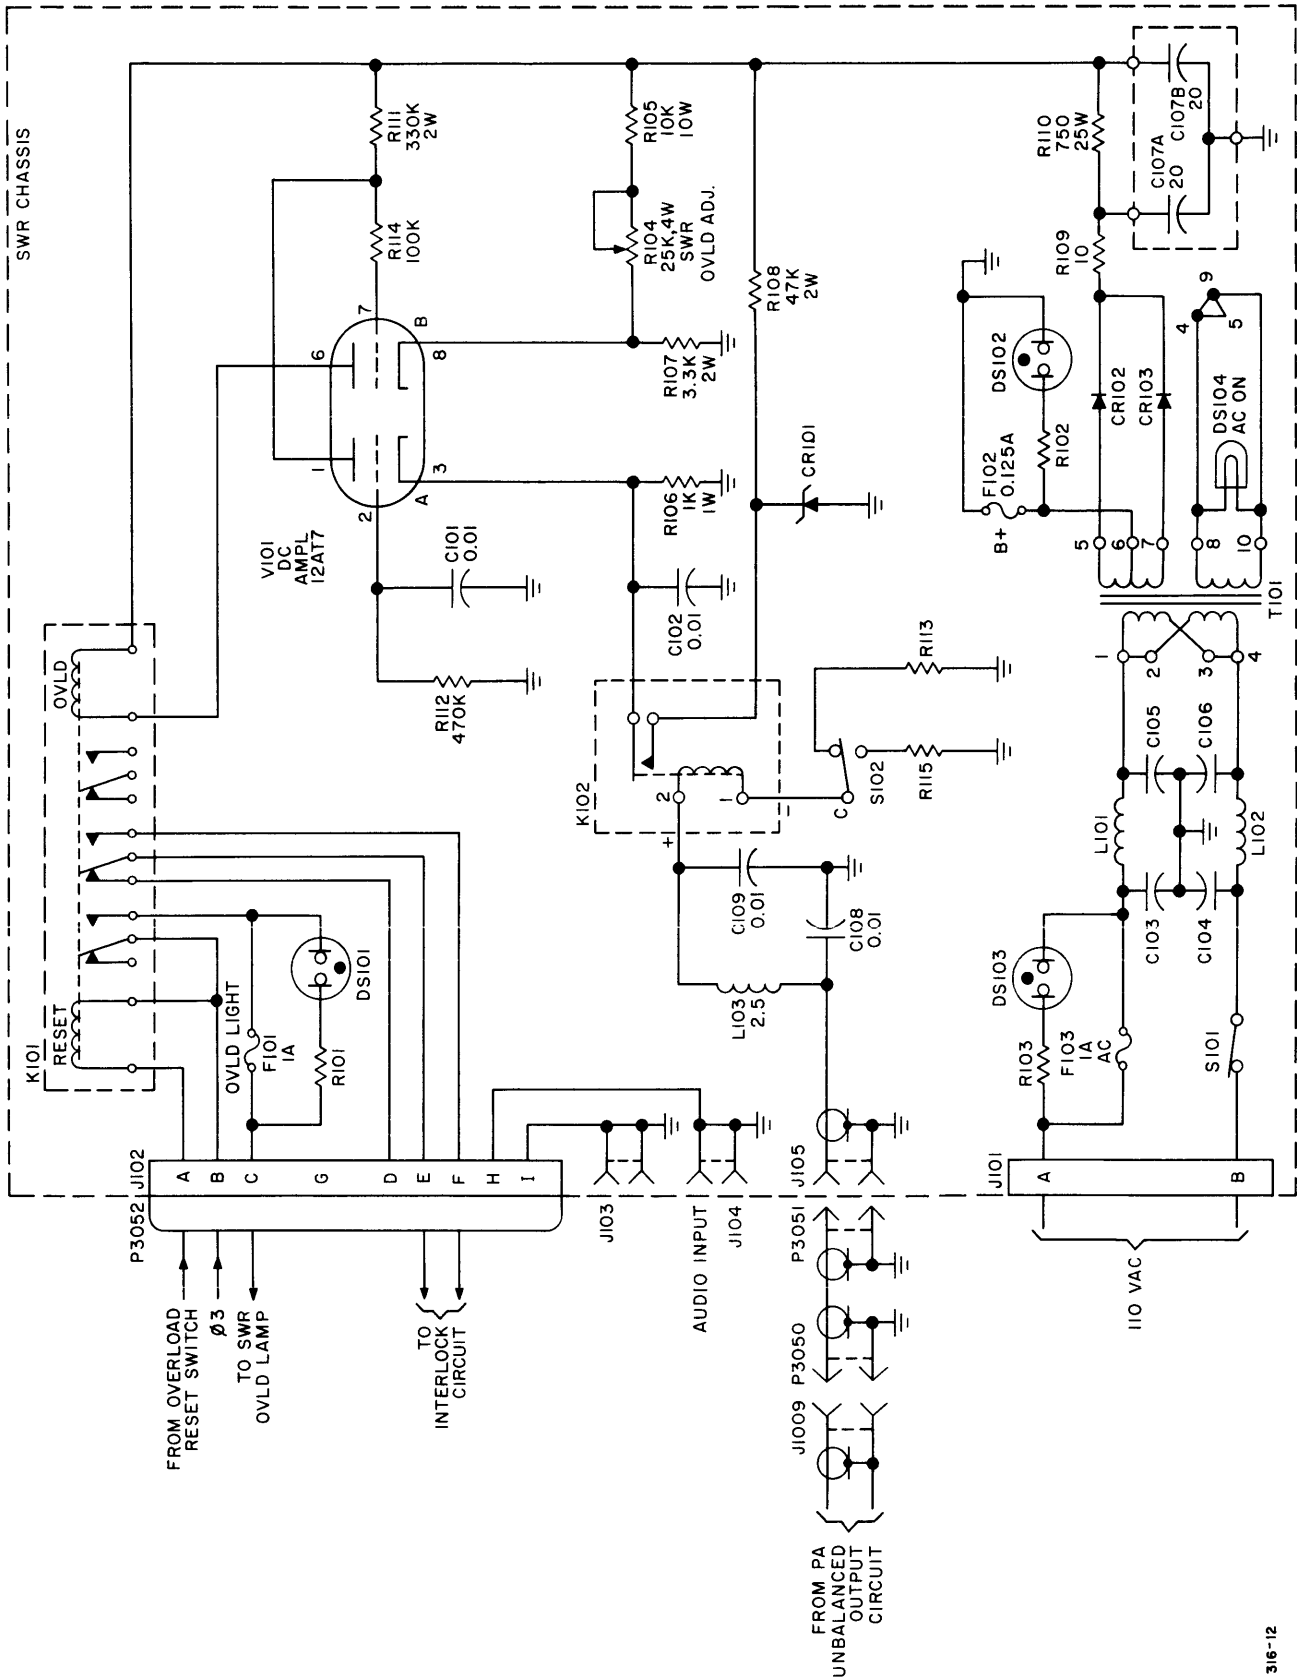 SWR CHASSIS
K101
RESET
OVLD
OVLD LIGHT
F101
1A
R101
DS101
V101
DC
AMPL
12AT7
1
6
2
7
A
3
B
8
R111
330K
2W
R114
100K
C101
0.01
R112
470K
R105
10K
10W
R104
25K,4W
SWR
OVLD ADJ.
R107
3.3K
2W
R106
1K
1W
C102
0.01
R108
47K
2W
CR101
K102
2
1
+
-
C
S102
R113
R115
C109
0.01
C108
0.01
L103
2.5
P3052
J102
A
B
C
G
D
E
F
H
I
FROM OVERLOAD
RESET SWITCH
Ø3
TO SWR
OVLD LAMP
TO
INTERLOCK
CIRCUIT
J103
AUDIO INPUT
J104
J105
P3051
P3050
J1009
FROM PA
UNBALANCED
OUTPUT
CIRCUIT
R110
750
25W
C107A
20
C107B
20
R109
10
DS102
R102
F102
0.125A
B+
CR102
CR103
5
6
7
8
10
DS104
AC ON
4
9
5
T101
1
2
3
4
L101
L102
C105
C106
C103
C104
DS103
R103
F103
1A
AC
S101
J101
A
B
110 VAC
316-12